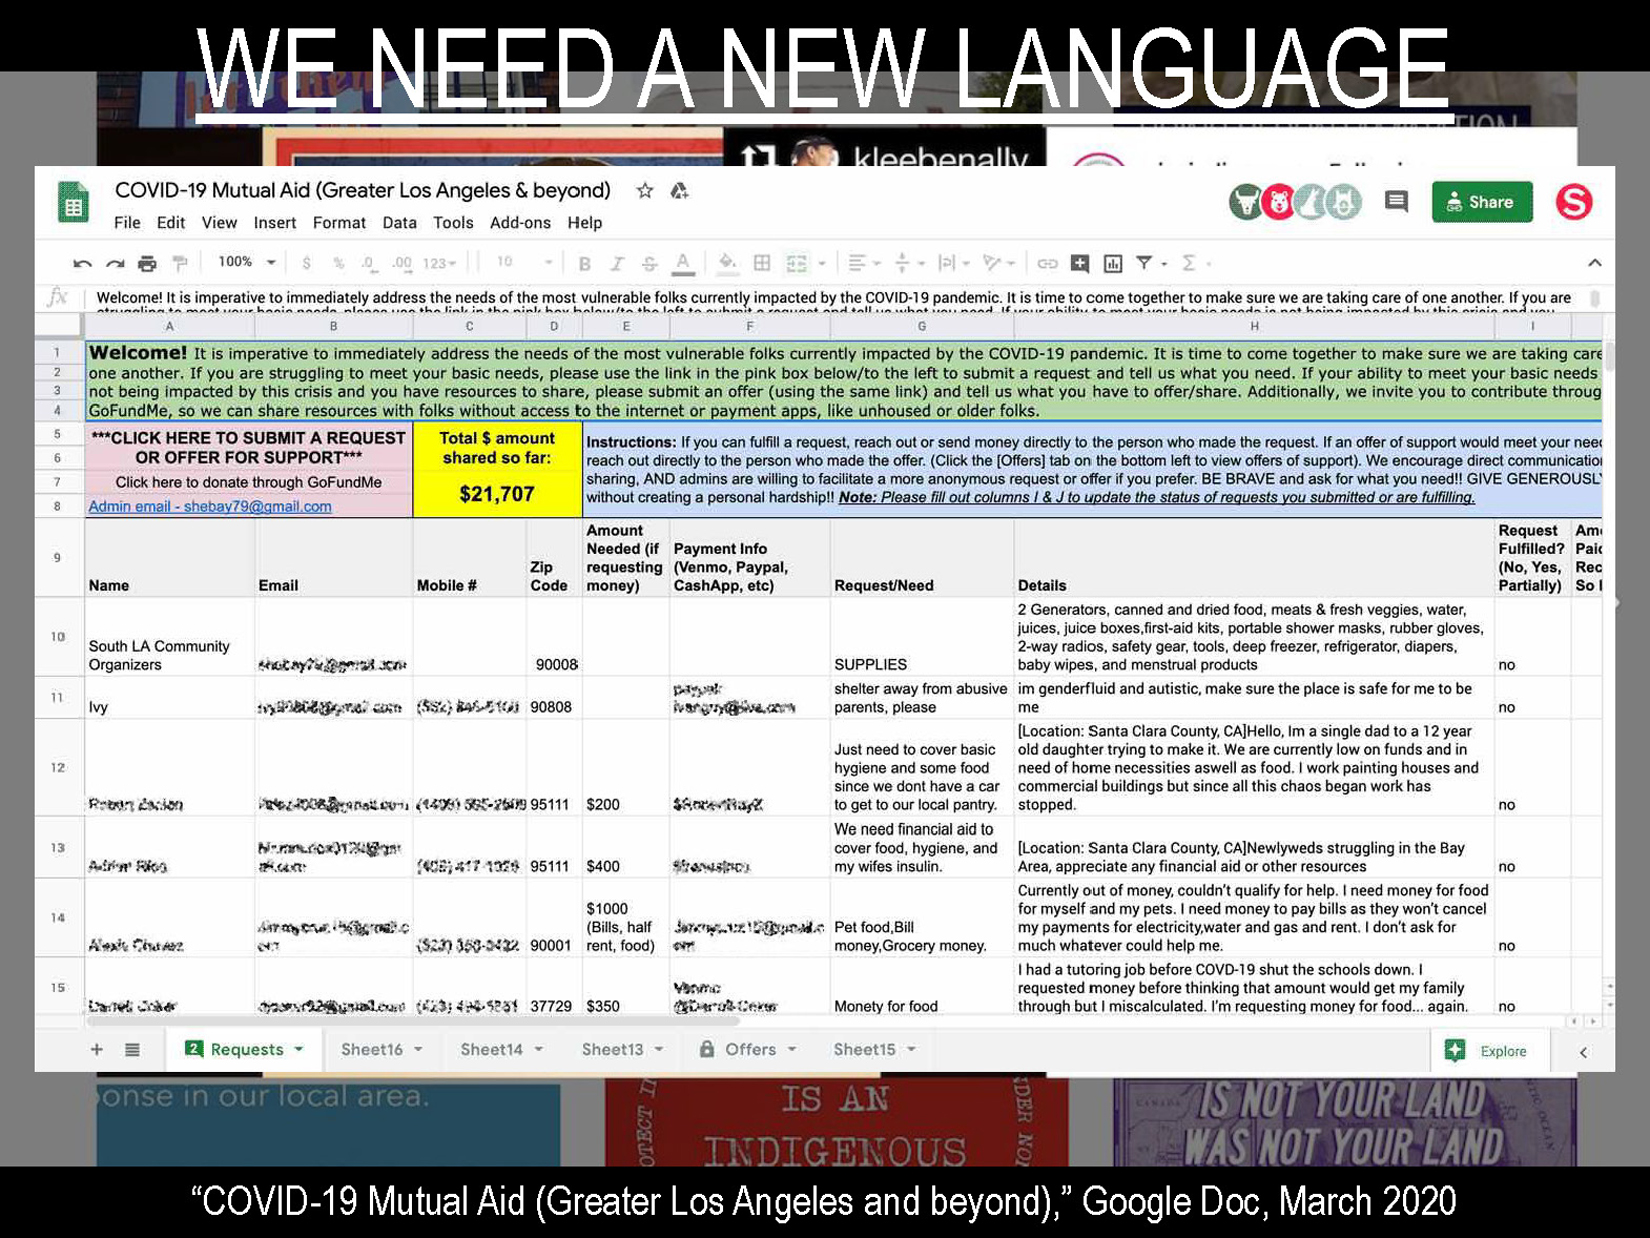 WE NEED A NEW LANGUAGE
kleebenally
COVID-19 Mutual Aid (Greater Los Angeles & beyond)
File Edit View Insert Format Data Tools Add-ons Help
Share
S
100% $ % .0 .00 123 10 B I S A
fx Welcome! It is imperative to immediately address the needs of the most vulnerable folks currently impacted by the COVID-19 pandemic. It is time to come together to make sure we are taking care of one another. If you are
A B C D E F G H I
1 Welcome! It is imperative to immediately address the needs of the most vulnerable folks currently impacted by the COVID-19 pandemic. It is time to come together to make sure we are taking care
2 one another. If you are struggling to meet your basic needs, please use the link in the pink box below/to the left to submit a request and tell us what you need. If your ability to meet your basic needs
3 not being impacted by this crisis and you have resources to share, please submit an offer (using the same link) and tell us what you have to offer/share. Additionally, we invite you to contribute throug
4 GoFundMe, so we can share resources with folks without access to the internet or payment apps, like unhoused or older folks.
5
6
7
8
***CLICK HERE TO SUBMIT A REQUEST
OR OFFER FOR SUPPORT***
Click here to donate through GoFundMe
Admin email - shebay79@gmail.com
Total $ amount
shared so far:
$21,707
Instructions: If you can fulfill a request, reach out or send money directly to the person who made the request. If an offer of support would meet your need
reach out directly to the person who made the offer. (Click the [Offers] tab on the bottom left to view offers of support). We encourage direct communication
sharing, AND admins are willing to facilitate a more anonymous request or offer if you prefer. BE BRAVE and ask for what you need!! GIVE GENEROUSLY
without creating a personal hardship!! Note: Please fill out columns I & J to update the status of requests you submitted or are fulfilling.
9
Name
Email
Mobile #
Zip
Code
Amount
Needed (if
requesting
money)
Payment Info
(Venmo, Paypal,
CashApp, etc)
Request/Need
Details
Request
Fulfilled?
(No, Yes,
Partially)
10
South LA Community
Organizers
90008
SUPPLIES
2 Generators, canned and dried food, meats & fresh veggies, water,
juices, juice boxes,first-aid kits, portable shower masks, rubber gloves,
2-way radios, safety gear, tools, deep freezer, refrigerator, diapers,
baby wipes, and menstrual products
no
11
Ivy
90808
shelter away from abusive
parents, please
im genderfluid and autistic, make sure the place is safe for me to be
me
no
12
95111
$200
Just need to cover basic
hygiene and some food
since we dont have a car
to get to our local pantry.
[Location: Santa Clara County, CA]Hello, Im a single dad to a 12 year
old daughter trying to make it. We are currently low on funds and in
need of home necessities aswell as food. I work painting houses and
commercial buildings but since all this chaos began work has
stopped.
no
13
95111
$400
We need financial aid to
cover food, hygiene, and
my wifes insulin.
[Location: Santa Clara County, CA]Newlyweds struggling in the Bay
Area, appreciate any financial aid or other resources
no
14
90001
$1000
(Bills, half
rent, food)
Pet food,Bill
money,Grocery money.
Currently out of money, couldn't qualify for help. I need money for food
for myself and my pets. I need money to pay bills as they won't cancel
my payments for electricity,water and gas and rent. I don't ask for
much whatever could help me.
no
15
37729
$350
Monety for food
I had a tutoring job before COVD-19 shut the schools down. I
requested money before thinking that amount would get my family
through but I miscalculated. I'm requesting money for food... again.
no
2 Requests Sheet16 Sheet14 Sheet13 Offers Sheet15
Explore
onse in our local area.
IS AN
INDIGENOUS
IS NOT YOUR LAND
WAS NOT YOUR LAND
“COVID-19 Mutual Aid (Greater Los Angeles and beyond),” Google Doc, March 2020